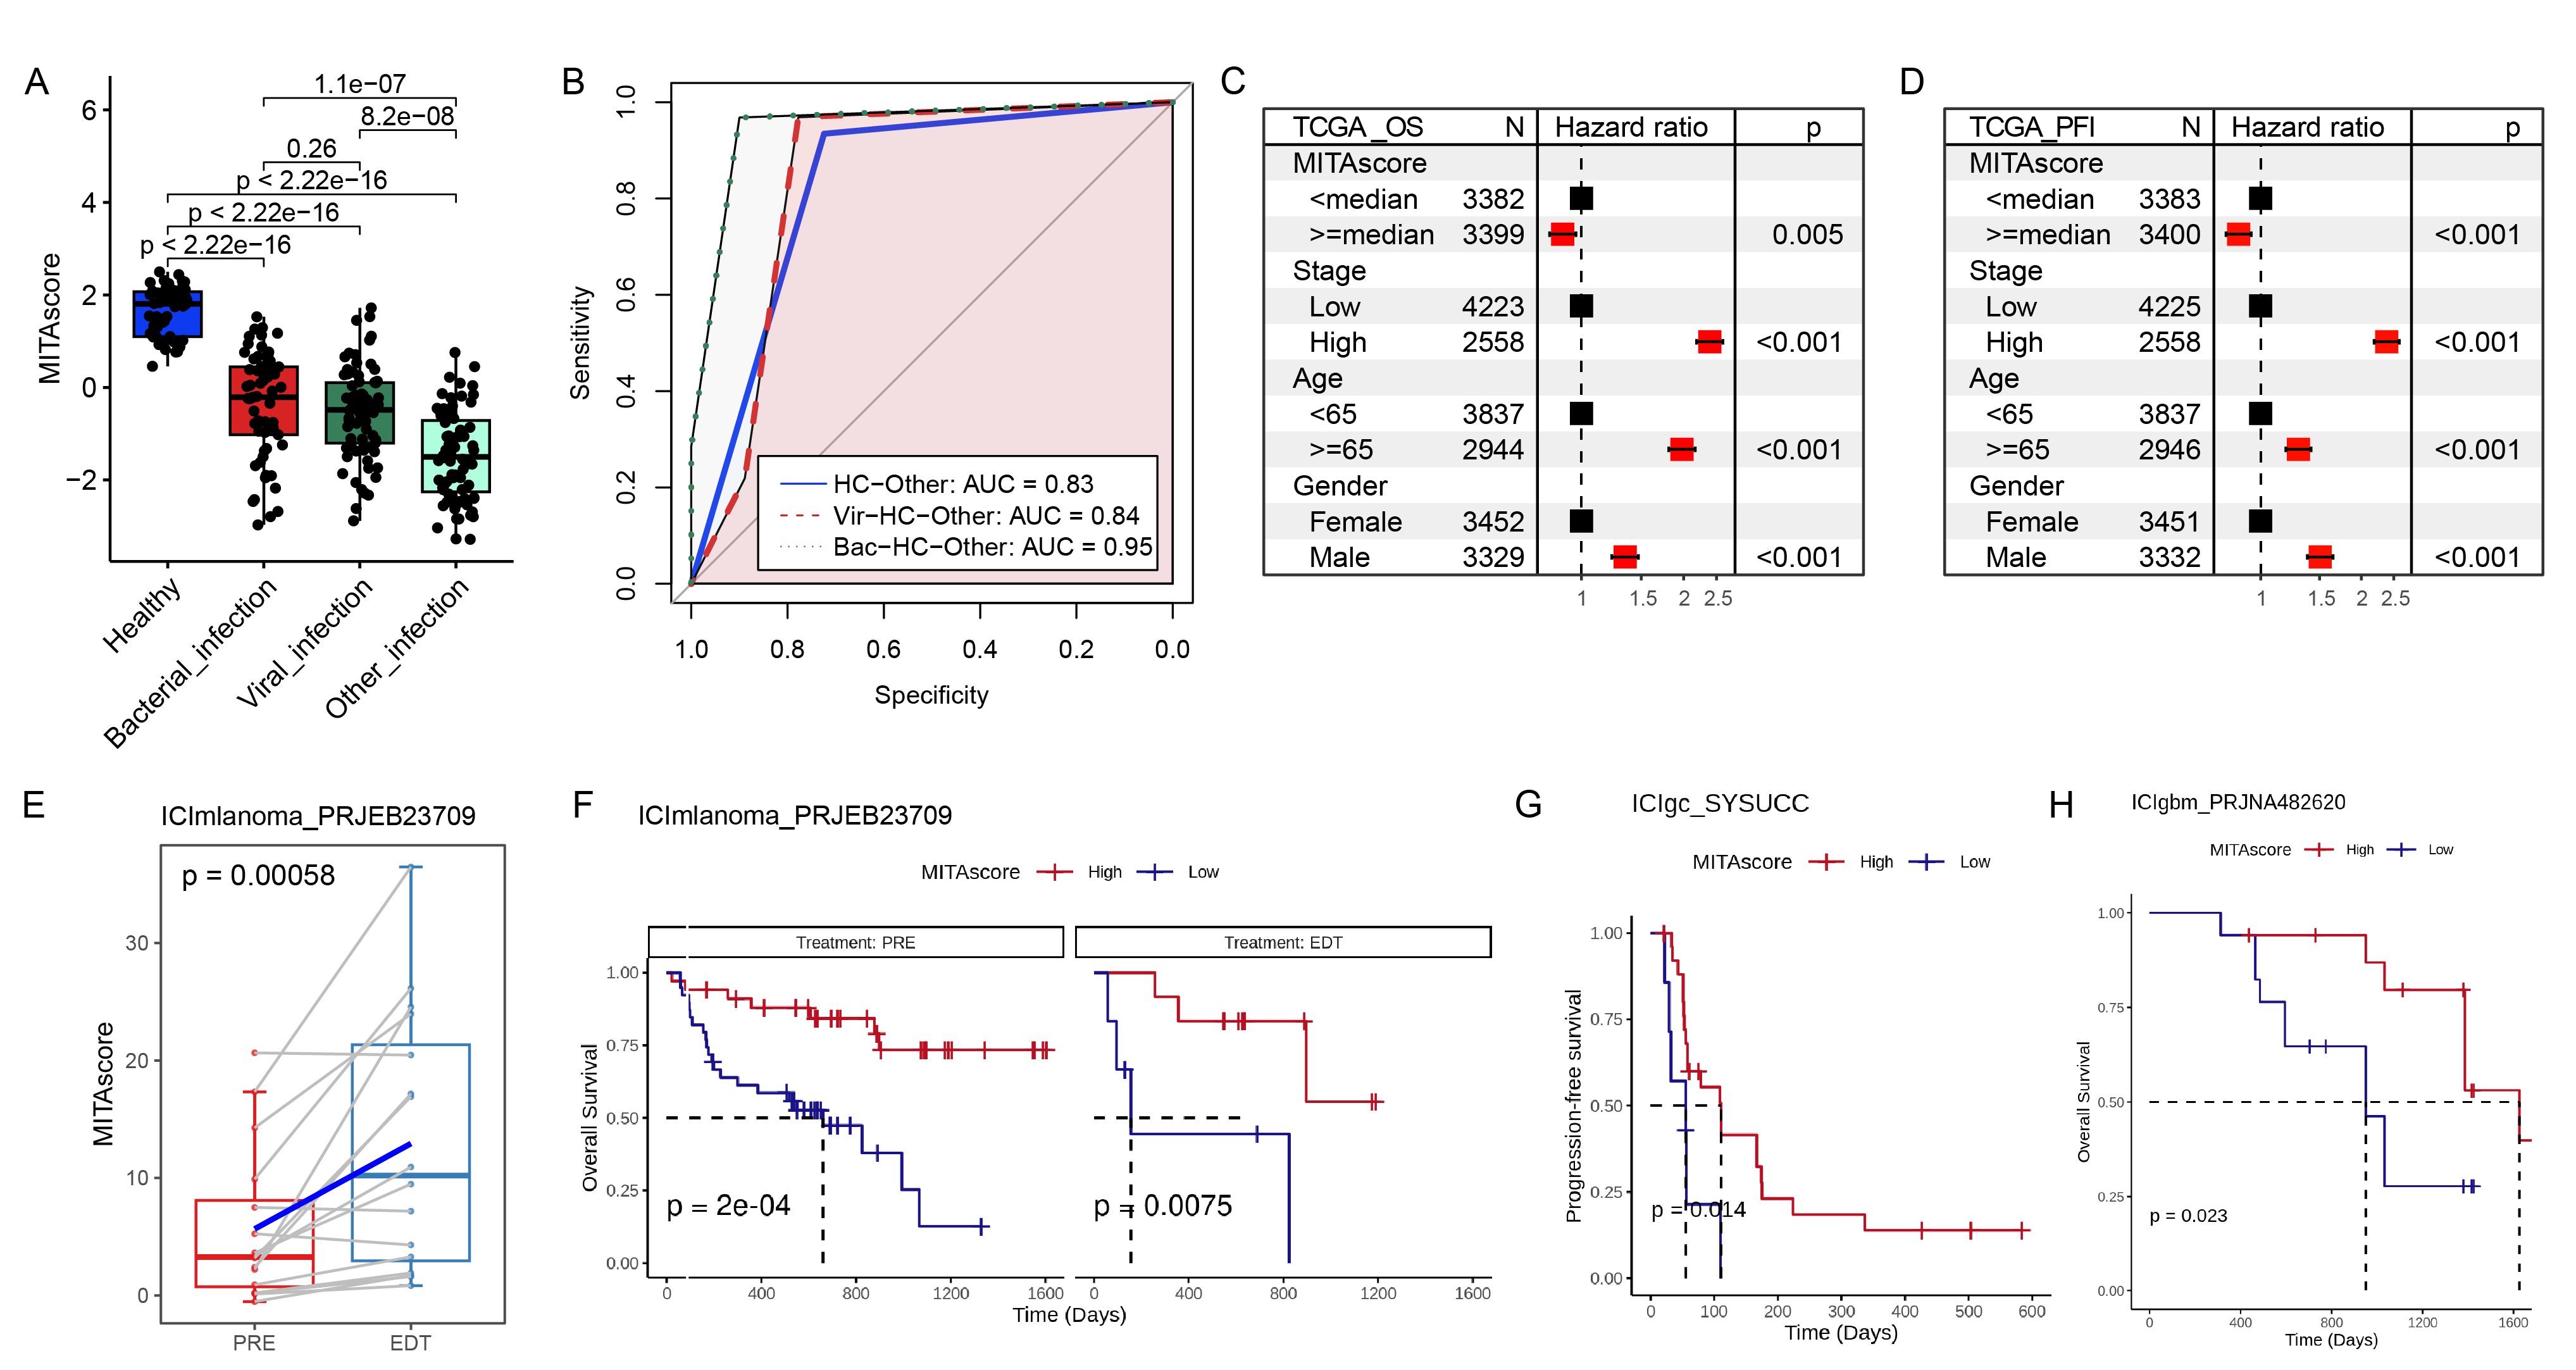 A
1.1e−07
8.2e−08
0.26
p < 2.22e−16
p < 2.22e−16
p < 2.22e−16
MITAscore
6
4
2
0
−2
Healthy
Bacterial_infection
Viral_infection
Other_infection
B
Sensitivity
1.0
0.8
0.6
0.4
0.2
0.0
HC−Other: AUC = 0.83
Vir−HC−Other: AUC = 0.84
Bac−HC−Other: AUC = 0.95
1.0 0.8 0.6 0.4 0.2 0.0
Specificity
C
TCGA_OS N Hazard ratio p
MITAscore
<median 3382
>=median 3399 0.005
Stage
Low 4223
High 2558 <0.001
Age
<65 3837
>=65 2944 <0.001
Gender
Female 3452
Male 3329 <0.001
1 1.5 2 2.5
D
TCGA_PFI N Hazard ratio p
MITAscore
<median 3383
>=median 3400 <0.001
Stage
Low 4225
High 2558 <0.001
Age
<65 3837
>=65 2946 <0.001
Gender
Female 3451
Male 3332 <0.001
1 1.5 2 2.5
E
ICImlanoma_PRJEB23709
p = 0.00058
MITAscore
30
20
10
0
PRE EDT
F
ICImlanoma_PRJEB23709
MITAscore High Low
Treatment: PRE Treatment: EDT
Overall Survival
1.00
0.75
0.50
0.25
0.00
p = 2e-04
p = 0.0075
0 400 800 1200 1600 0 400 800 1200 1600
Time (Days)
G
ICIgc_SYSUCC
MITAscore High Low
Progression-free survival
1.00
0.75
0.50
0.25
0.00
p = 0.014
0 100 200 300 400 500 600
Time (Days)
H
ICIgbm_PRJNA482620
MITAscore High Low
Overall Survival
1.00
0.75
0.50
0.25
0.00
p = 0.023
0 400 800 1200 1600
Time (Days)